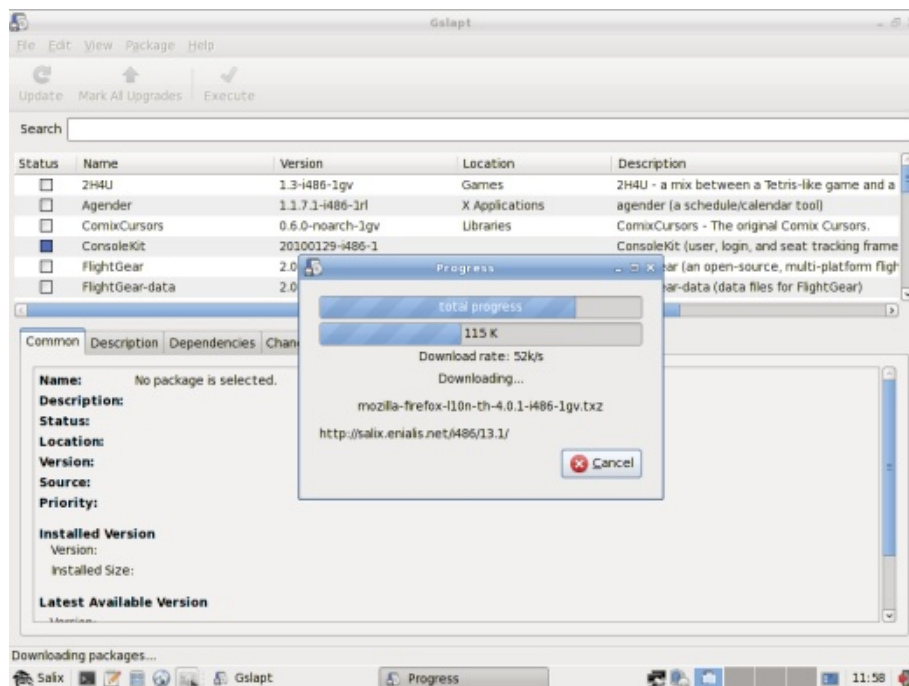 Gslapt
File Edit View Package Help
Update Mark All Upgrades Execute
Search
Status Name Version Location Description
2H4U 1.3-i486-1gv Games 2H4U - a mix between a Tetris-like game and a
Agender 1.1.7.1-i486-1rl X Applications agender (a schedule/calendar tool)
ComixCursors 0.6.0-noarch-1gv Libraries ComixCursors - The original Comix Cursors.
ConsoleKit 20100129-i486-1 ConsoleKit (user, login, and seat tracking frame
FlightGear 2.0 ear (an open-source, multi-platform fligh
FlightGear-data 2.0 ear-data (data files for FlightGear)
Progress
total progress
115 K
Download rate: 52k/s
Downloading...
mozilla-firefox-l10n-th-4.0.1-i486-1gv.txz
http://salix.enialis.net/i486/13.1/
Cancel
Common Description Dependencies Chan
Name: No package is selected.
Description:
Status:
Location:
Version:
Source:
Priority:
Installed Version
Version:
Installed Size:
Latest Available Version
Downloading packages...
Salix Gslapt Progress 11:58